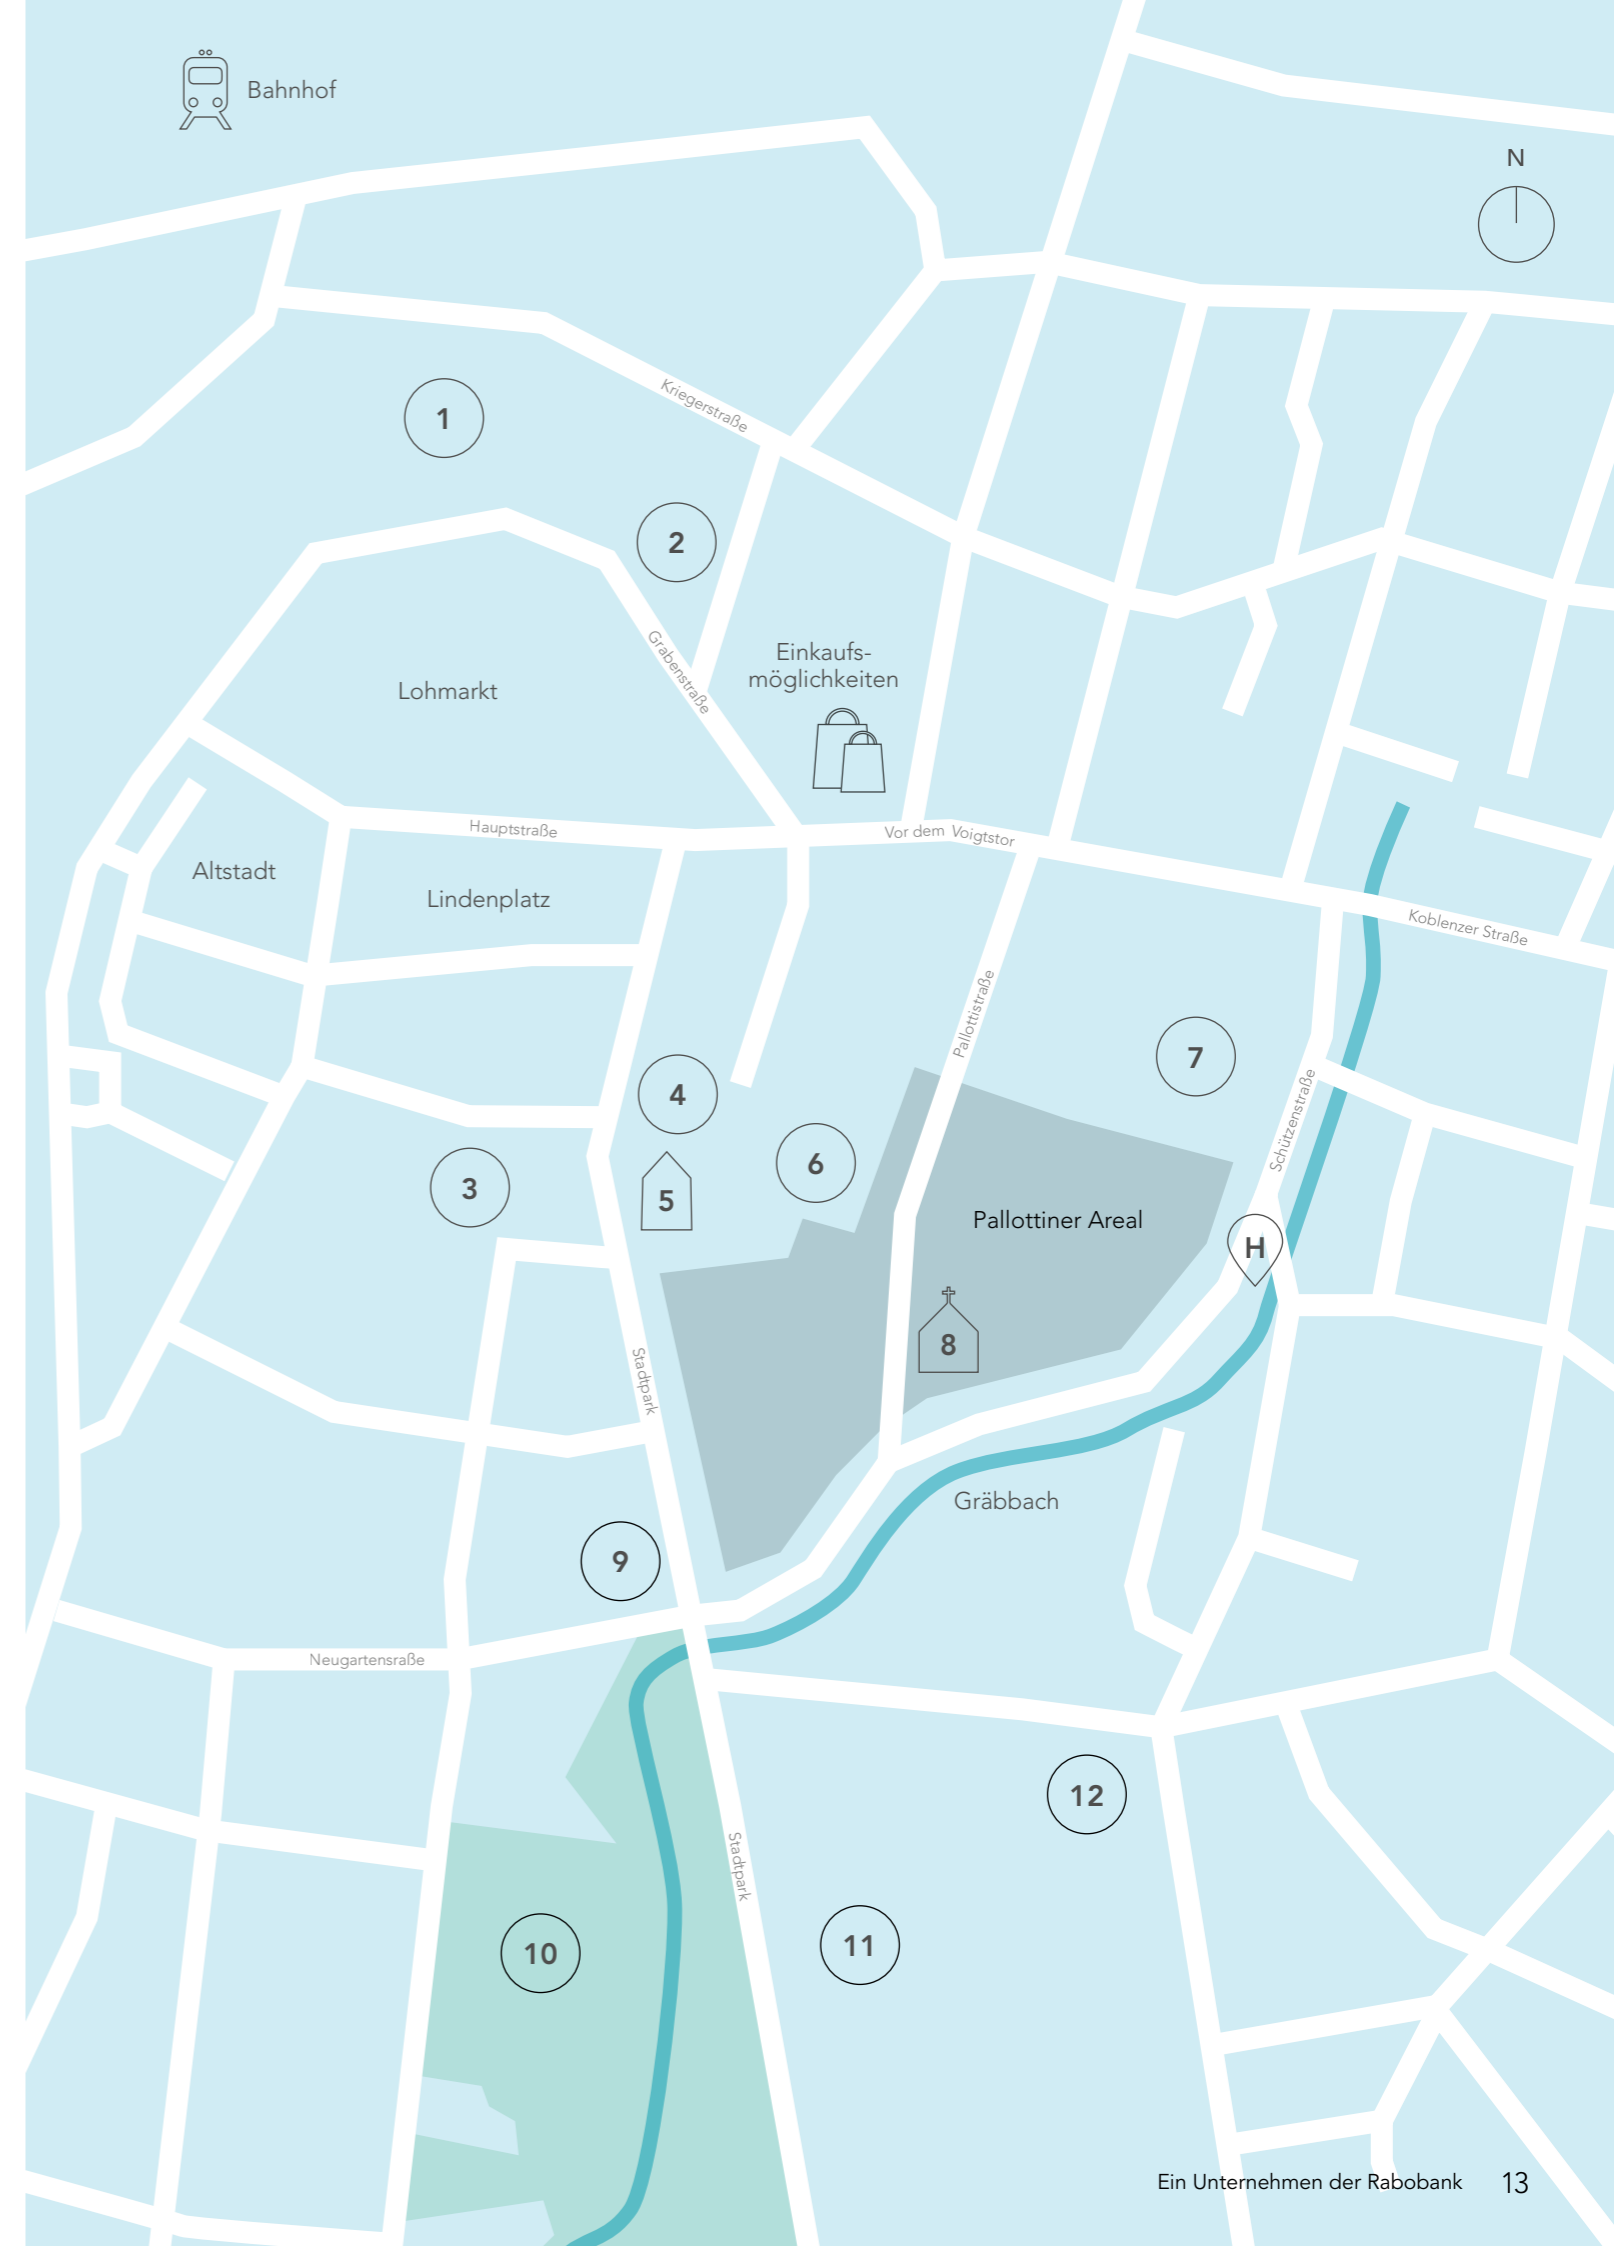 Bahnhof
N
1
Kriegerstraße
2
Grabenstraße
Einkaufs-
möglichkeiten
Lohmarkt
Hauptstraße
Vor dem Voigtstor
Altstadt
Lindenplatz
Koblenzer Straße
Pallottistraße
7
4
Schützenstraße
6
3
5
Pallottiner Areal
H
8
Stadtpark
Gräbbach
9
Neugartensraße
12
Stadtpark
11
10
Ein Unternehmen der Rabobank
13